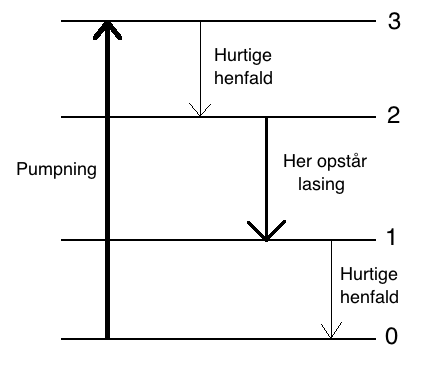 3
Hurtige
henfald
2
Her opstår
lasing
Pumpning
1
Hurtige
henfald
0